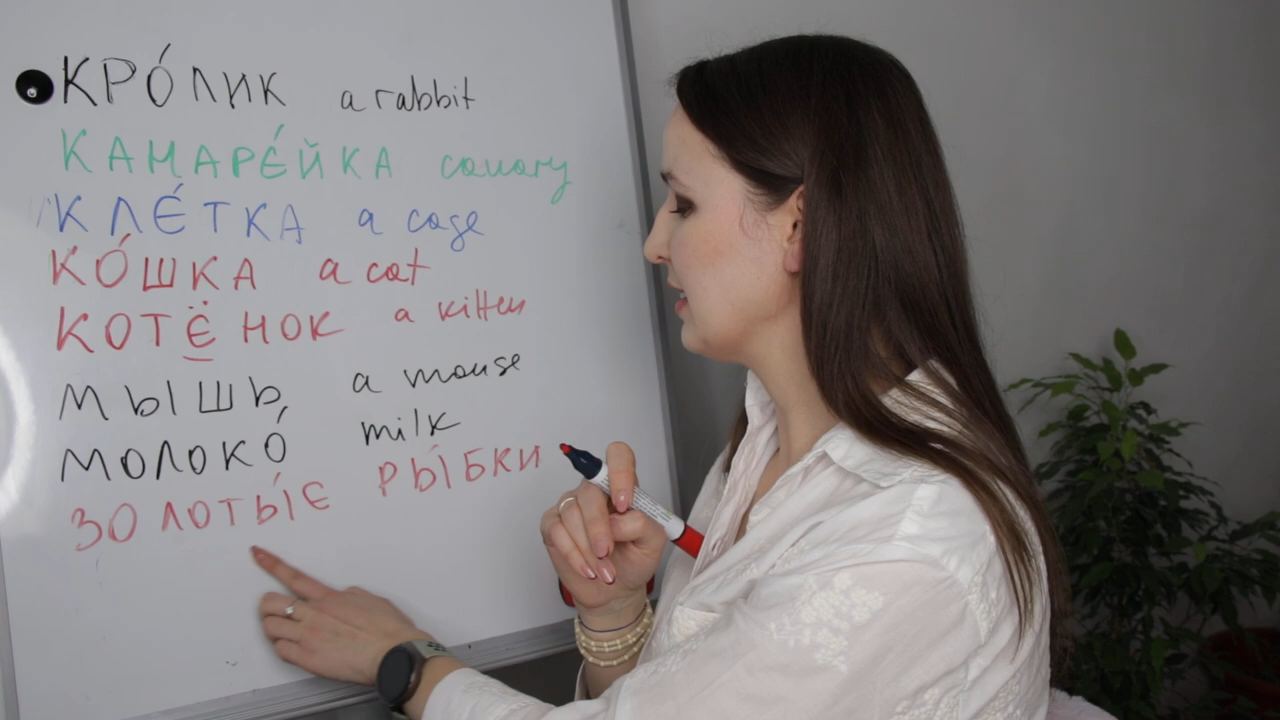 КРО́ЛИК a rabbit
КАНАРЕ́ЙКА canary
КЛЕ́ТКА a cage
КО́ШКА a cat
КОТЁНОК a kitten
МЫШЬ a mouse
МОЛОКО́ milk
ЗОЛОТЫ́Е РЫ́БКИ